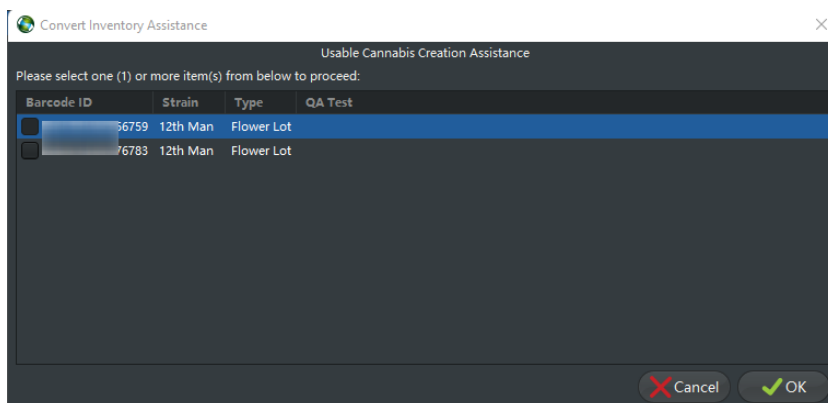 Convert Inventory Assistance
Usable Cannabis Creation Assistance
Please select one (1) or more item(s) from below to proceed:
Barcode ID Strain Type QA Test
56759 12th Man Flower Lot
76783 12th Man Flower Lot
Cancel OK